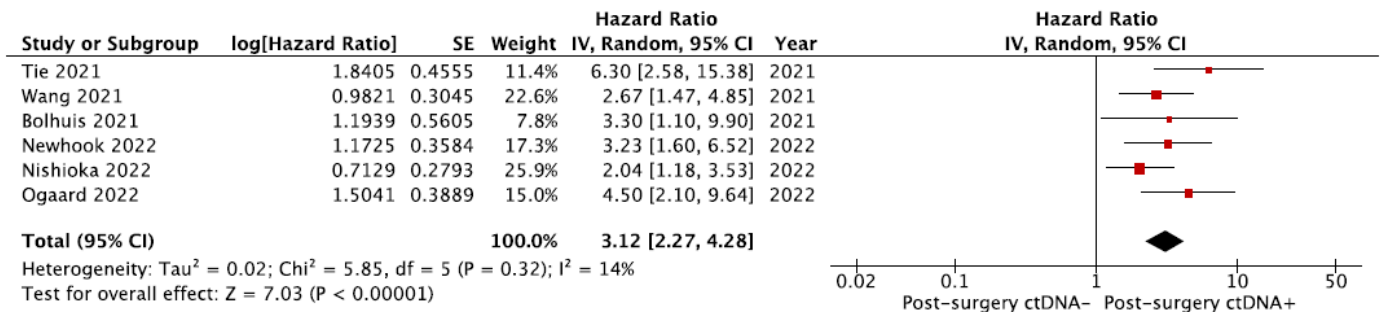 Hazard Ratio Hazard Ratio
Study or Subgroup log[Hazard Ratio] SE Weight IV, Random, 95% CI Year IV, Random, 95% CI
Tie 2021 1.8405 0.4555 11.4% 6.30 [2.58, 15.38] 2021
Wang 2021 0.9821 0.3045 22.6% 2.67 [1.47, 4.85] 2021
Bolhuis 2021 1.1939 0.5605 7.8% 3.30 [1.10, 9.90] 2021
Newhook 2022 1.1725 0.3584 17.3% 3.23 [1.60, 6.52] 2022
Nishioka 2022 0.7129 0.2793 25.9% 2.04 [1.18, 3.53] 2022
Ogaard 2022 1.5041 0.3889 15.0% 4.50 [2.10, 9.64] 2022
Total (95% CI) 100.0% 3.12 [2.27, 4.28]
Heterogeneity: Tau² = 0.02; Chi² = 5.85, df = 5 (P = 0.32); I² = 14%
Test for overall effect: Z = 7.03 (P < 0.00001)
0.02 0.1 1 10 50
Post-surgery ctDNA- Post-surgery ctDNA+